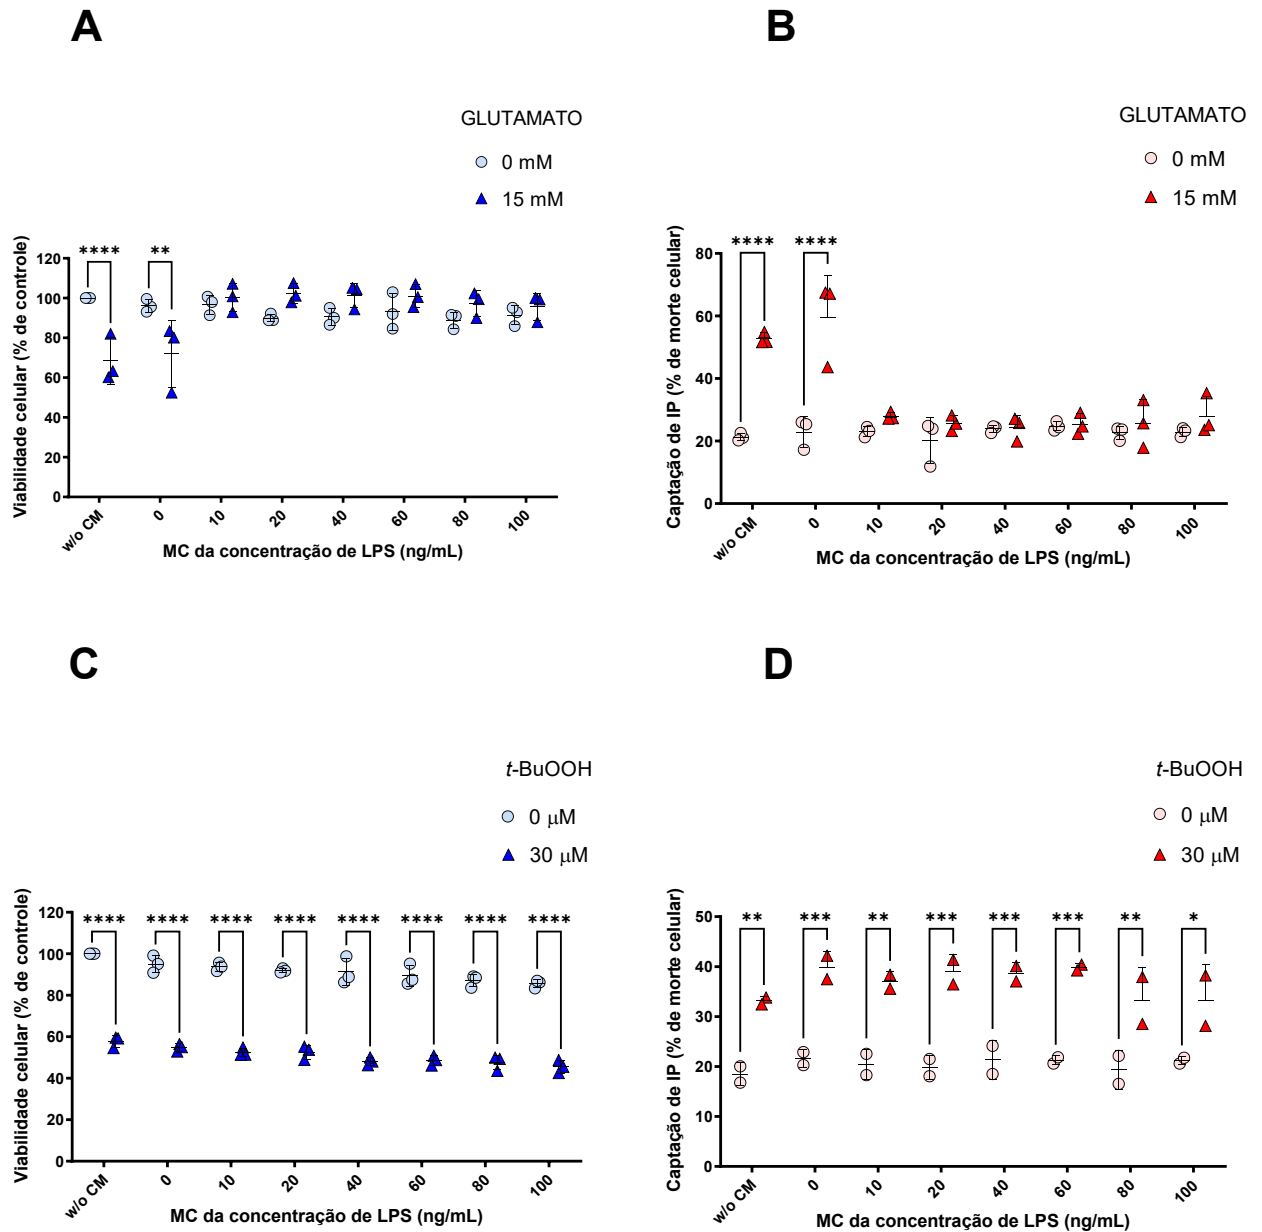 A
GLUTAMATO
0 mM
15 mM
Viabilidade celular (% de controle)
**** **
120
100
80
60
40
20
0
w/o CM 0 10 20 40 60 80 100
MC da concentração de LPS (ng/mL)
B
GLUTAMATO
0 mM
15 mM
Captação de IP (% de morte celular)
**** ****
80
60
40
20
0
w/o CM 0 10 20 40 60 80 100
MC da concentração de LPS (ng/mL)
C
t-BuOOH
0 μM
30 μM
Viabilidade celular (% de controle)
**** **** **** **** **** **** **** ****
120
100
80
60
40
20
0
w/o CM 0 10 20 40 60 80 100
MC da concentração de LPS (ng/mL)
D
t-BuOOH
0 μM
30 μM
Captação de IP (% de morte celular)
** *** ** *** *** *** ** *
50
40
30
20
10
0
w/o CM 0 10 20 40 60 80 100
MC da concentração de LPS (ng/mL)